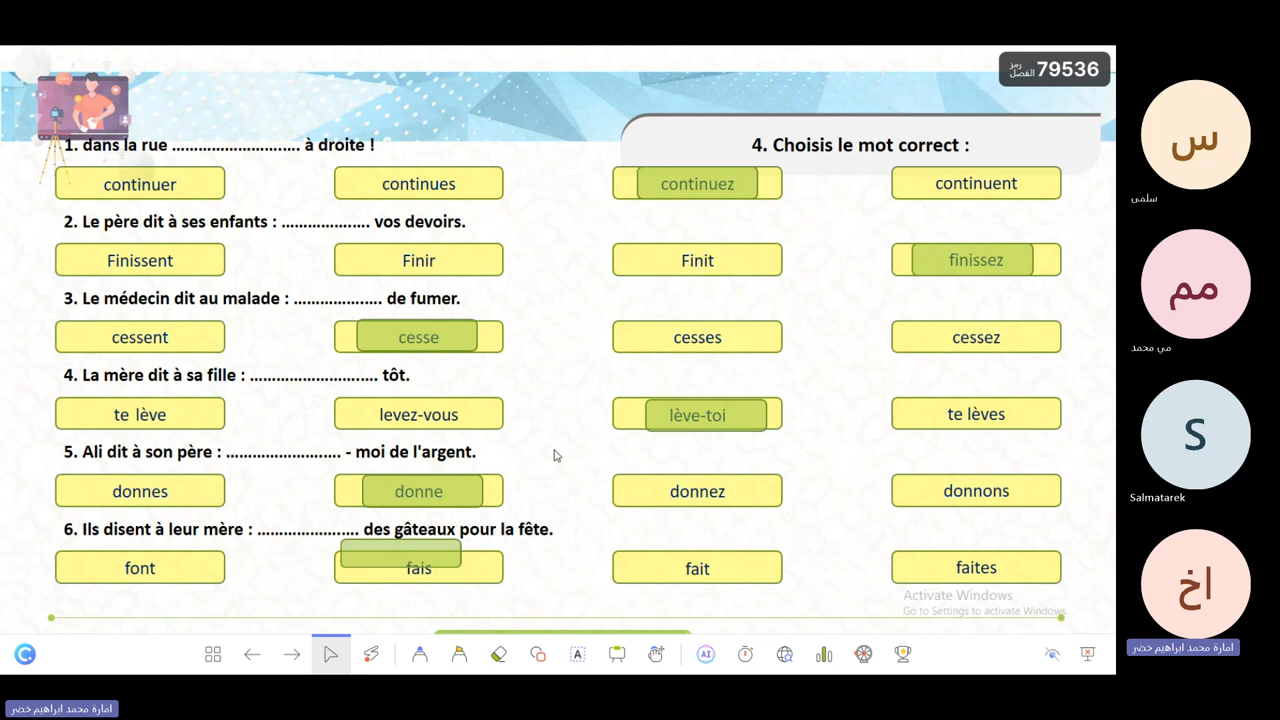 79536 رمز الفصل
4. Choisis le mot correct :
1. dans la rue ............................. à droite !
continuer continues continuez continuent
2. Le père dit à ses enfants : .................... vos devoirs.
Finissent Finir Finit finissez
3. Le médecin dit au malade : .................... de fumer.
cessent cesse cesses cessez
4. La mère dit à sa fille : ............................. tôt.
te lève levez-vous lève-toi te lèves
5. Ali dit à son père : ......................... - moi de l'argent.
donnes donne donnez donnons
6. Ils disent à leur mère : ...................... des gâteaux pour la fête.
font fais fait faites
Activate Windows
Go to Settings to activate Windows.
AI
س
سلمى
مم
مي محمد
S
Salmatarek
اخ
امارة محمد ابراهيم خضر
امارة محمد ابراهيم خضر